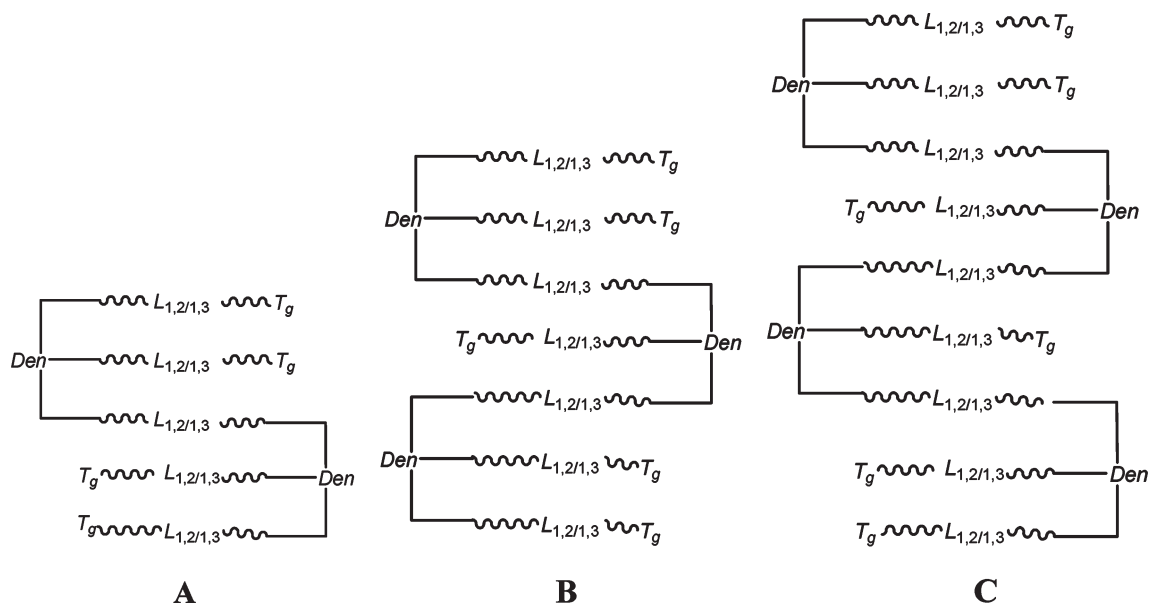 L1,2/1,3 Tg
Den L1,2/1,3 Tg
L1,2/1,3
Tg L1,2/1,3 Den
Tg L1,2/1,3
A
L1,2/1,3 Tg
Den L1,2/1,3 Tg
L1,2/1,3
Tg L1,2/1,3 Den
L1,2/1,3
Den L1,2/1,3 Tg
L1,2/1,3 Tg
B
L1,2/1,3 Tg
Den L1,2/1,3 Tg
L1,2/1,3
Tg L1,2/1,3 Den
L1,2/1,3
Den L1,2/1,3 Tg
L1,2/1,3
Tg L1,2/1,3 Den
Tg L1,2/1,3
C